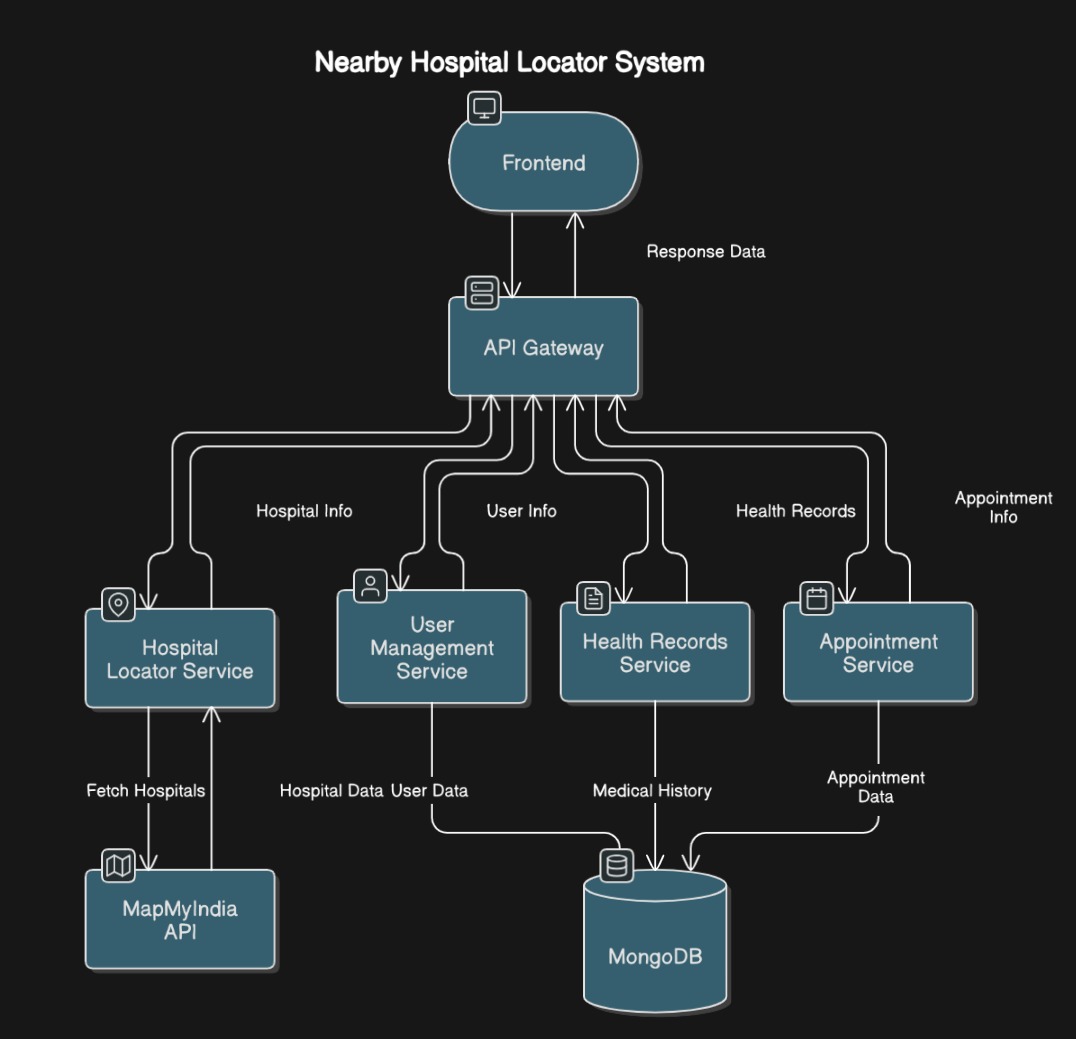 Nearby Hospital Locator System
Frontend
Response Data
API Gateway
Hospital Info
User Info
Health Records
Appointment
Info
Hospital
Locator Service
User
Management
Service
Health Records
Service
Appointment
Service
Fetch Hospitals
Hospital Data
User Data
Medical History
Appointment
Data
MapMyIndia
API
MongoDB